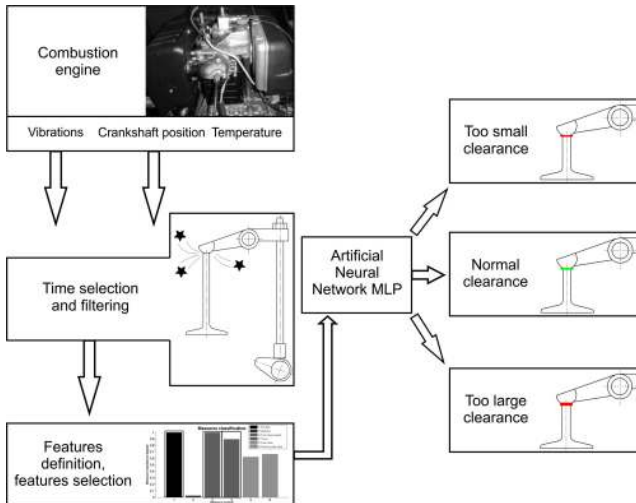 Combustion
engine
Vibrations Crankshaft position Temperature
Time selection
and filtering
Features
definition,
features selection
Artificial
Neural
Network MLP
Too small
clearance
Normal
clearance
Too large
clearance